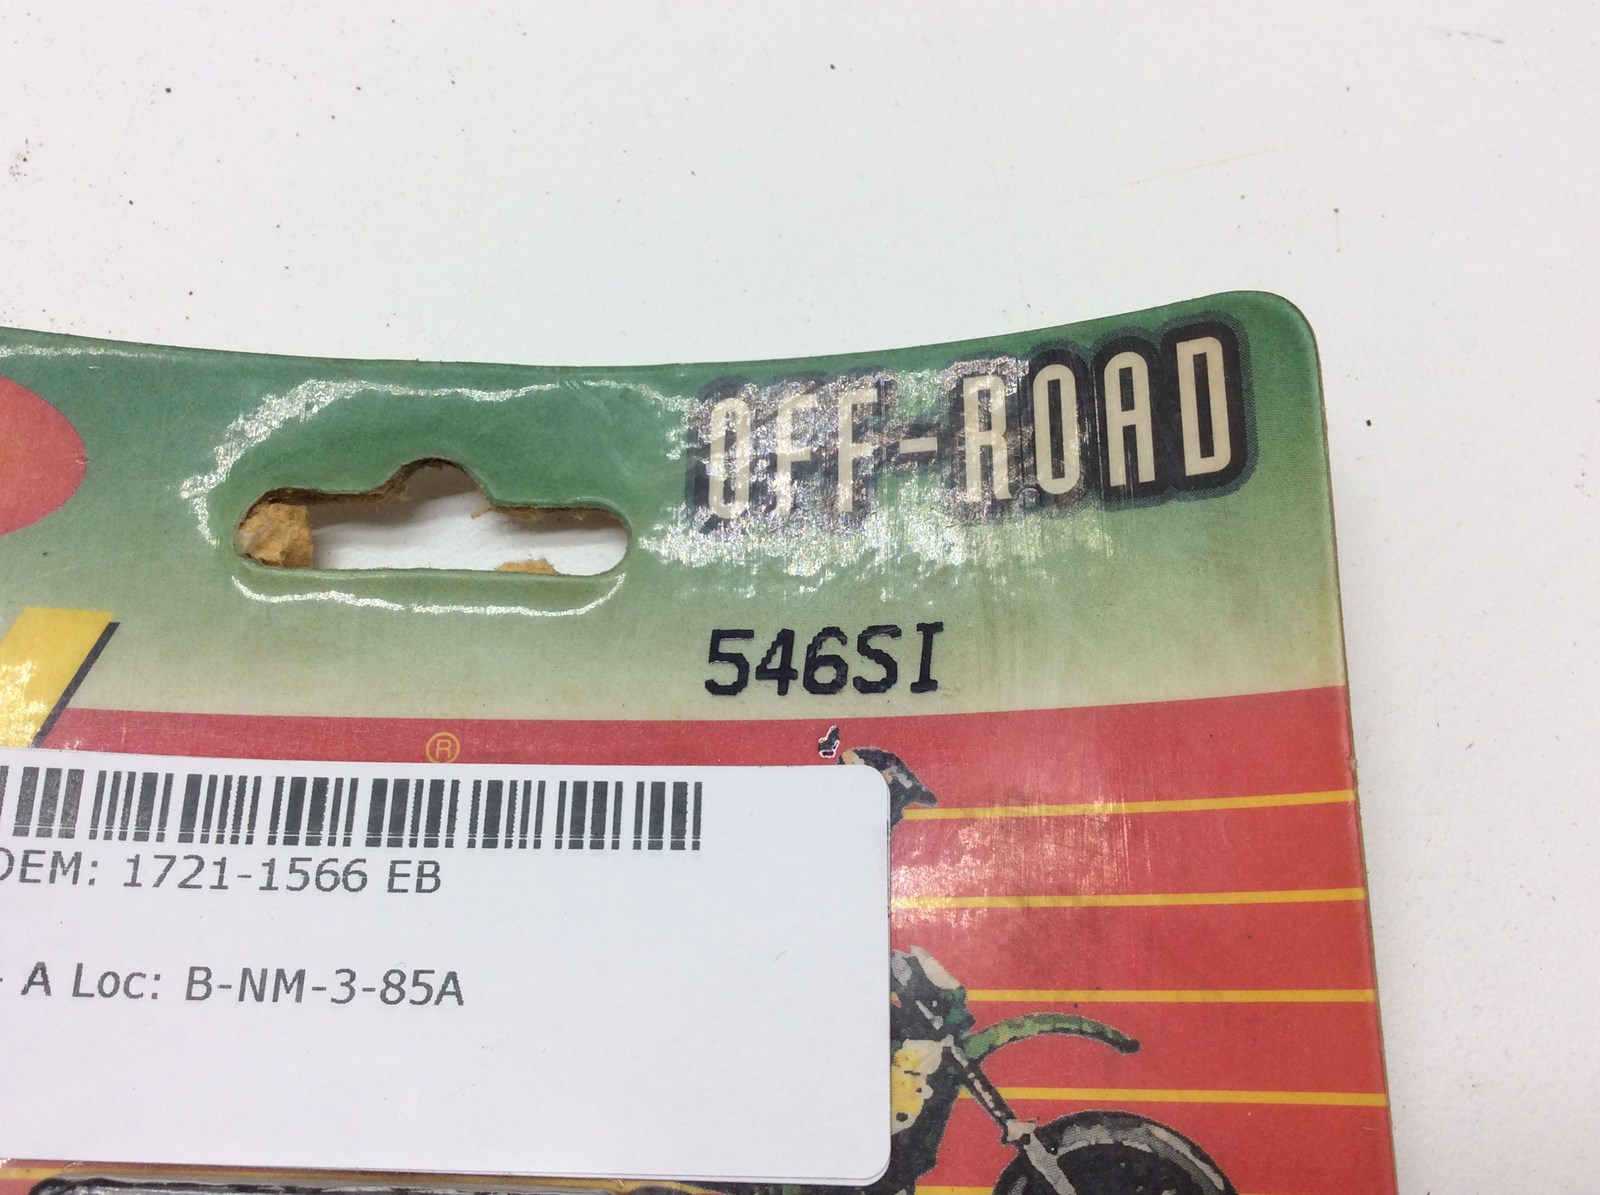 OFF-ROAD
546SI
®
OEM: 1721-1566 EB
A Loc: B-NM-3-85A